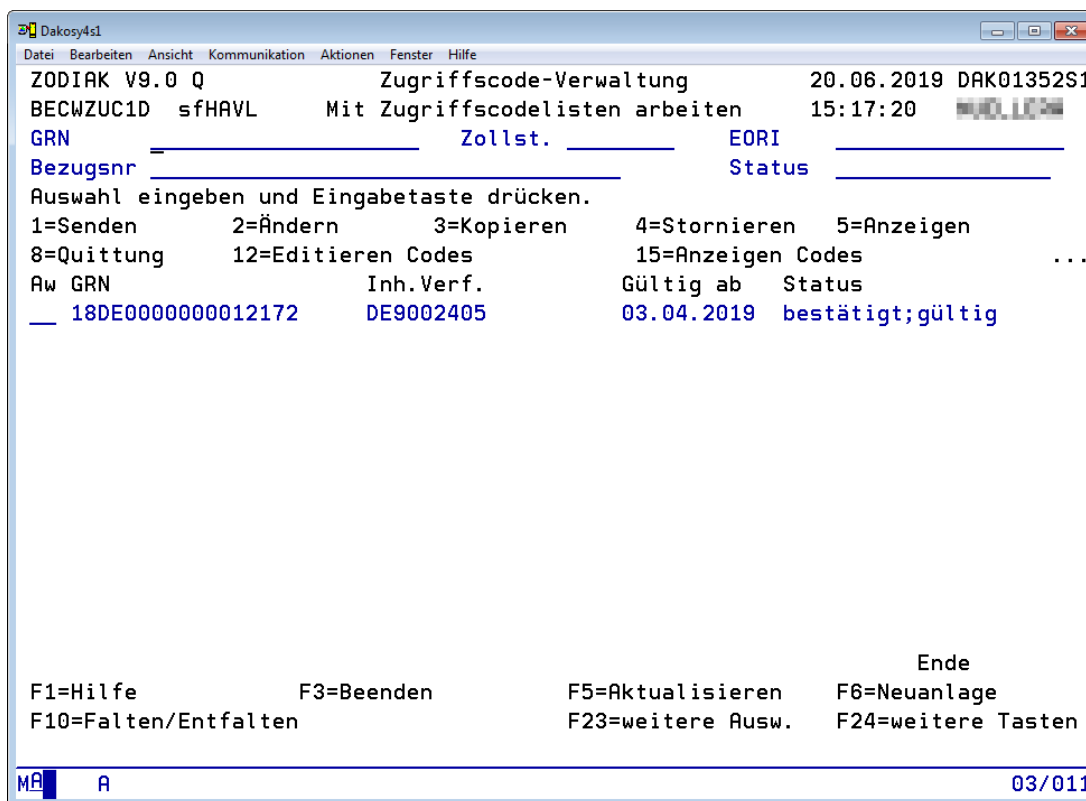 Dakosy4s1
Datei Bearbeiten Ansicht Kommunikation Aktionen Fenster Hilfe
ZODIAK V9.0 Q Zugriffscode-Verwaltung 20.06.2019 DAK01352S1
BECWZUC1D sfHAVL Mit Zugriffscodelisten arbeiten 15:17:20
GRN Zollst. EORI
Bezugsnr Status
Auswahl eingeben und Eingabetaste drücken.
1=Senden 2=Ändern 3=Kopieren 4=Stornieren 5=Anzeigen
8=Quittung 12=Editieren Codes 15=Anzeigen Codes ...
Aw GRN Inh.Verf. Gültig ab Status
18DE0000000012172 DE9002405 03.04.2019 bestätigt;gültig
Ende
F1=Hilfe F3=Beenden F5=Aktualisieren F6=Neuanlage
F10=Falten/Entfalten F23=weitere Ausw. F24=weitere Tasten
MA A 03/011